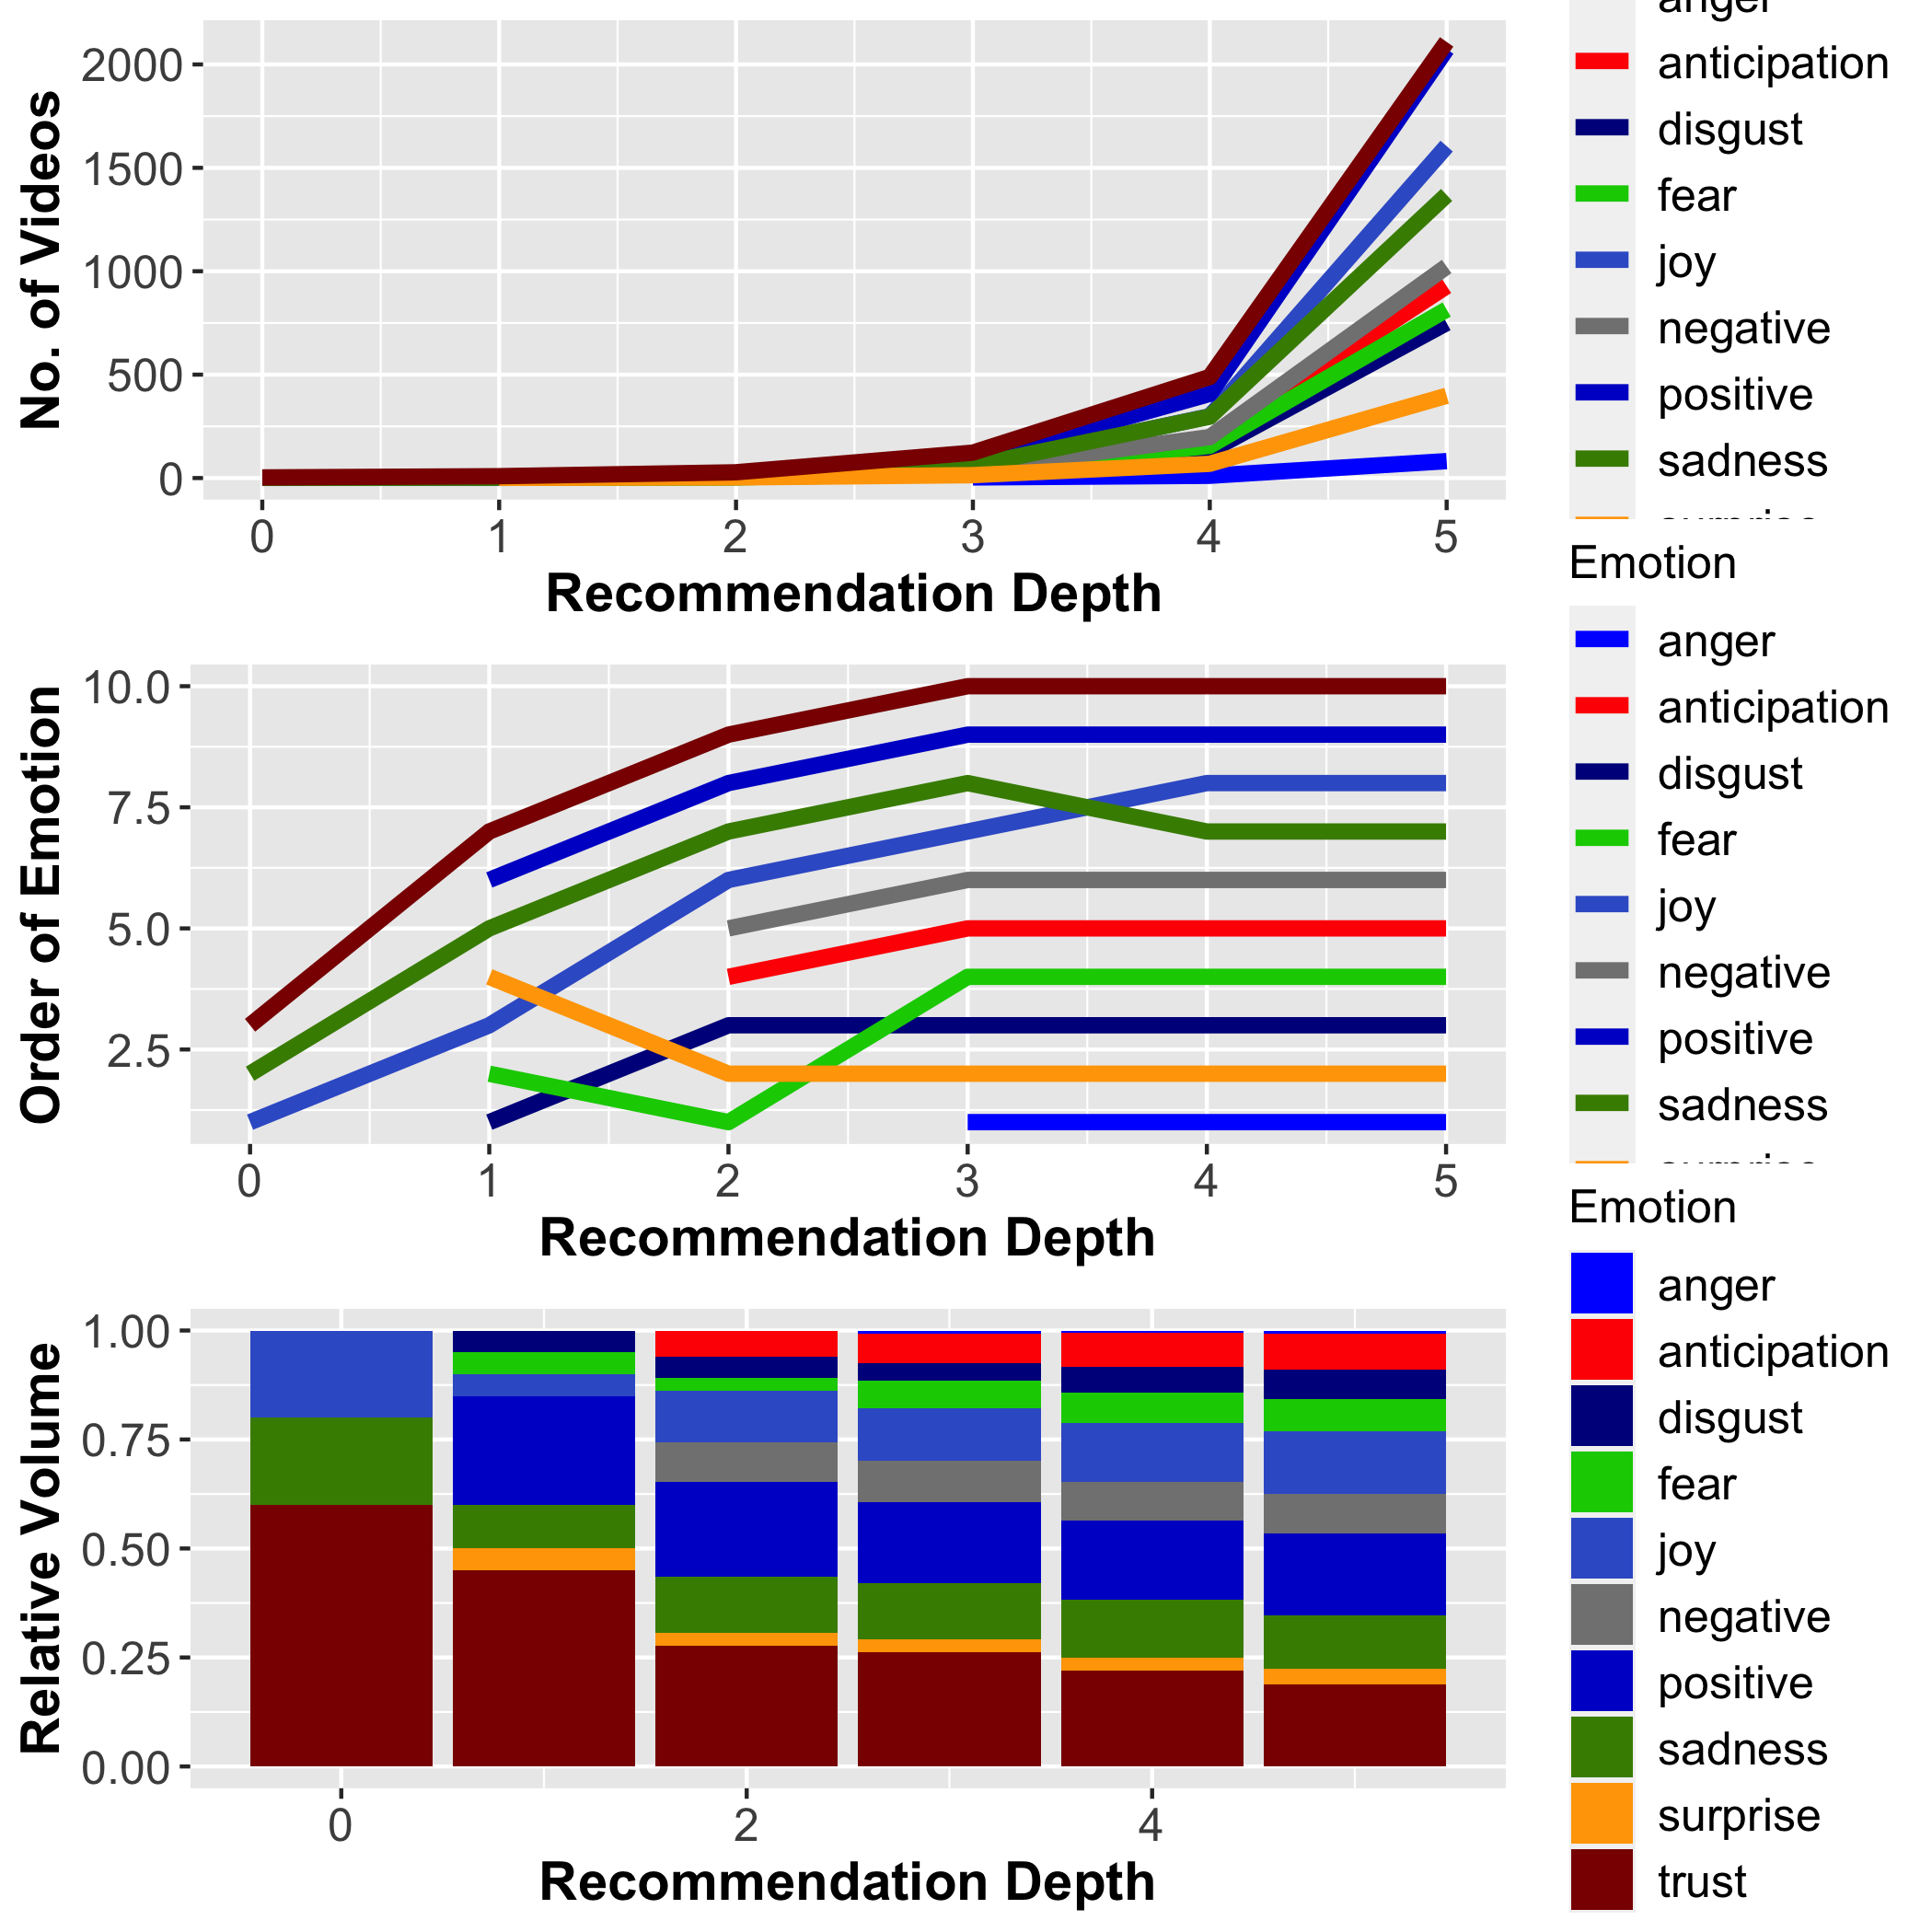 2000
1500
1000
500
0
No. of Videos
0 1 2 3 4 5
Recommendation Depth
anger
anticipation
disgust
fear
joy
negative
positive
sadness
surprise
10.0
7.5
5.0
2.5
Order of Emotion
0 1 2 3 4 5
Recommendation Depth
Emotion
anger
anticipation
disgust
fear
joy
negative
positive
sadness
surprise
1.00
0.75
0.50
0.25
0.00
Relative Volume
0 2 4
Recommendation Depth
Emotion
anger
anticipation
disgust
fear
joy
negative
positive
sadness
surprise
trust